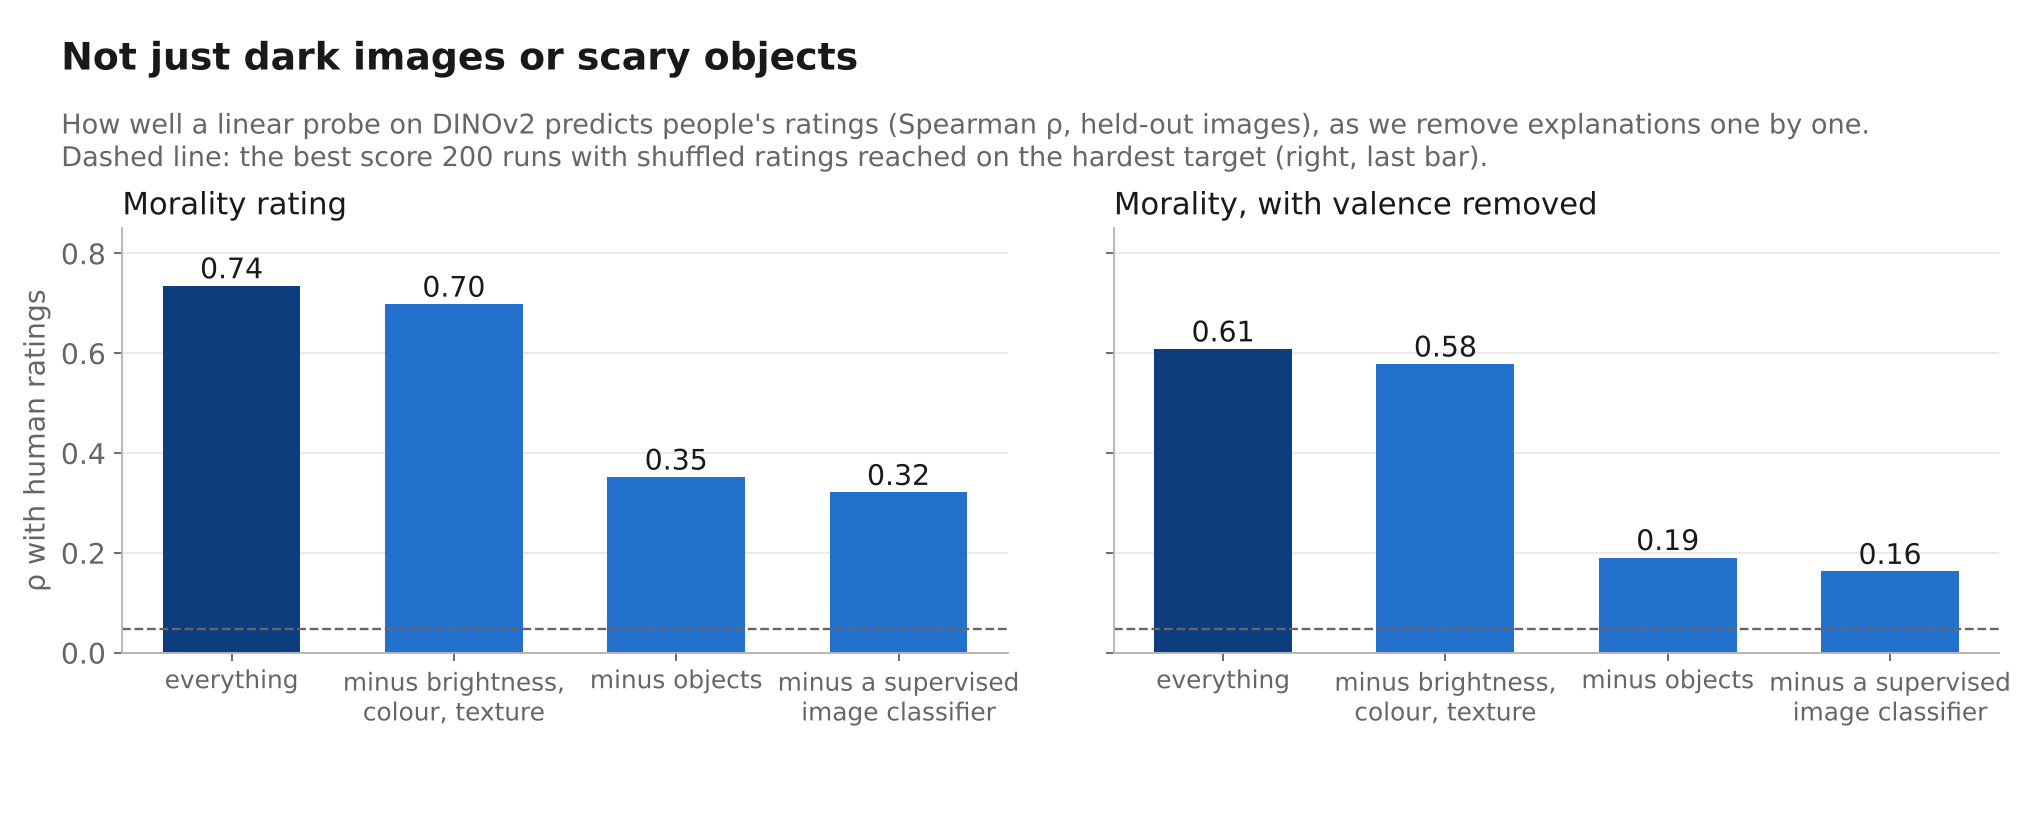 Not just dark images or scary objects
How well a linear probe on DINOv2 predicts people's ratings (Spearman ρ, held-out images), as we remove explanations one by one.
Dashed line: the best score 200 runs with shuffled ratings reached on the hardest target (right, last bar).
Morality rating
ρ with human ratings
0.8
0.6
0.4
0.2
0.0
0.74
0.70
0.35
0.32
everything
minus brightness,
colour, texture
minus objects
minus a supervised
image classifier
Morality, with valence removed
0.61
0.58
0.19
0.16
everything
minus brightness,
colour, texture
minus objects
minus a supervised
image classifier